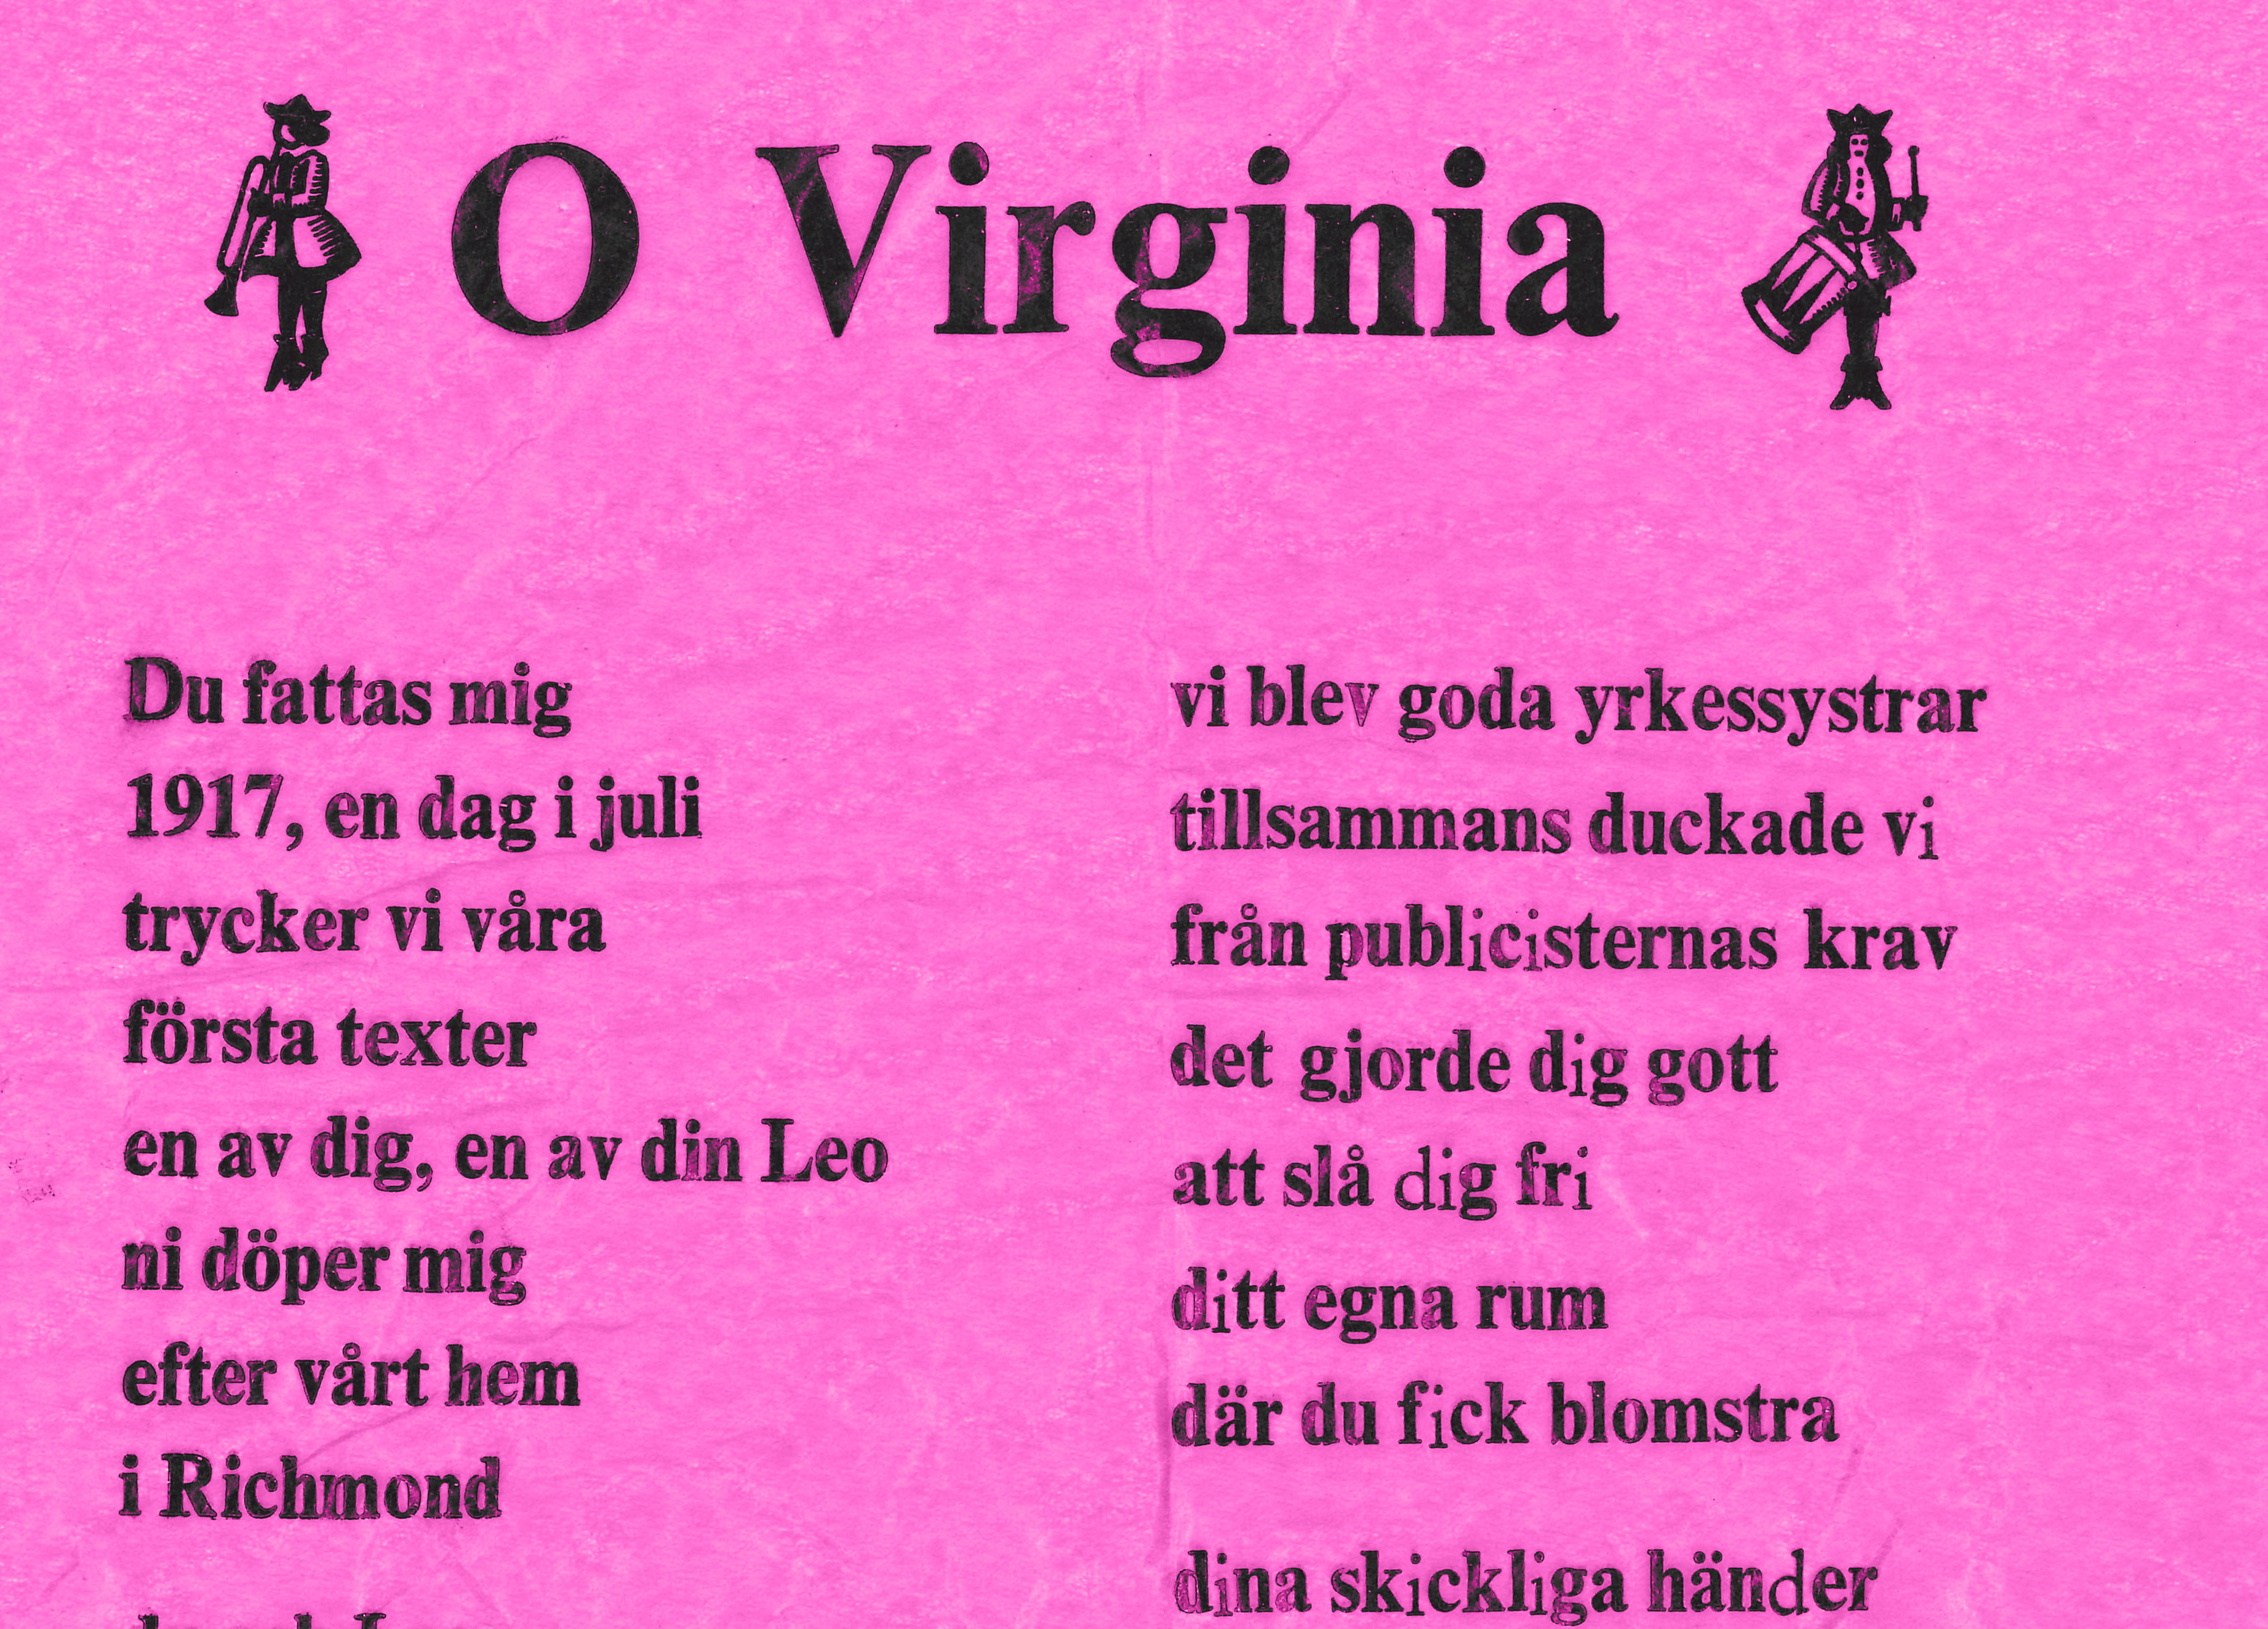 O Virginia
Du fattas mig
1917, en dag i juli
trycker vi våra
första texter
en av dig, en av din Leo
ni döper mig
efter vårt hem
i Richmond
vi blev goda yrkessystrar
tillsammans duckade vi
från publicisternas krav
det gjorde dig gott
att slå dig fri
ditt egna rum
där du fick blomstra
dina skickliga händer